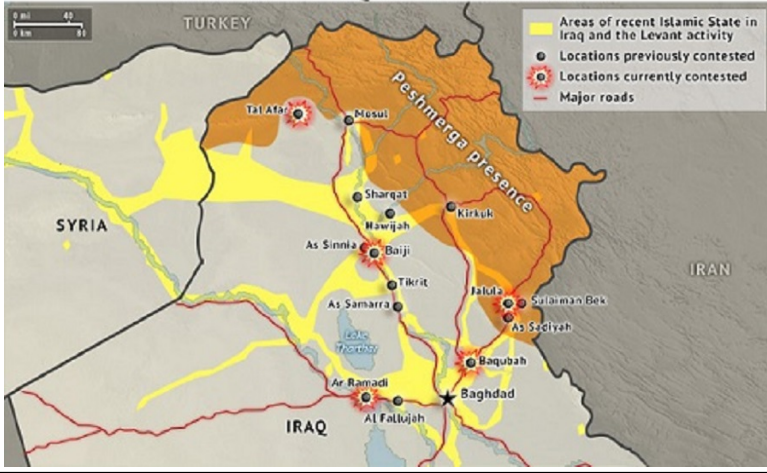 0 mi 40
0 km 80
TURKEY
Areas of recent Islamic State in
Iraq and the Levant activity
Locations previously contested
Locations currently contested
Major roads
Peshmerga presence
Tal Afar
Mosul
Sharqat
Hawijah
Kirkuk
SYRIA
As Sinnia
Baiji
IRAN
Tikrit
Jalula
Sulaiman Bek
As Samarra
As Sadiyah
Lake
Tharthar
Baqubah
Ar Ramadi
Baghdad
Al Fallujah
IRAQ